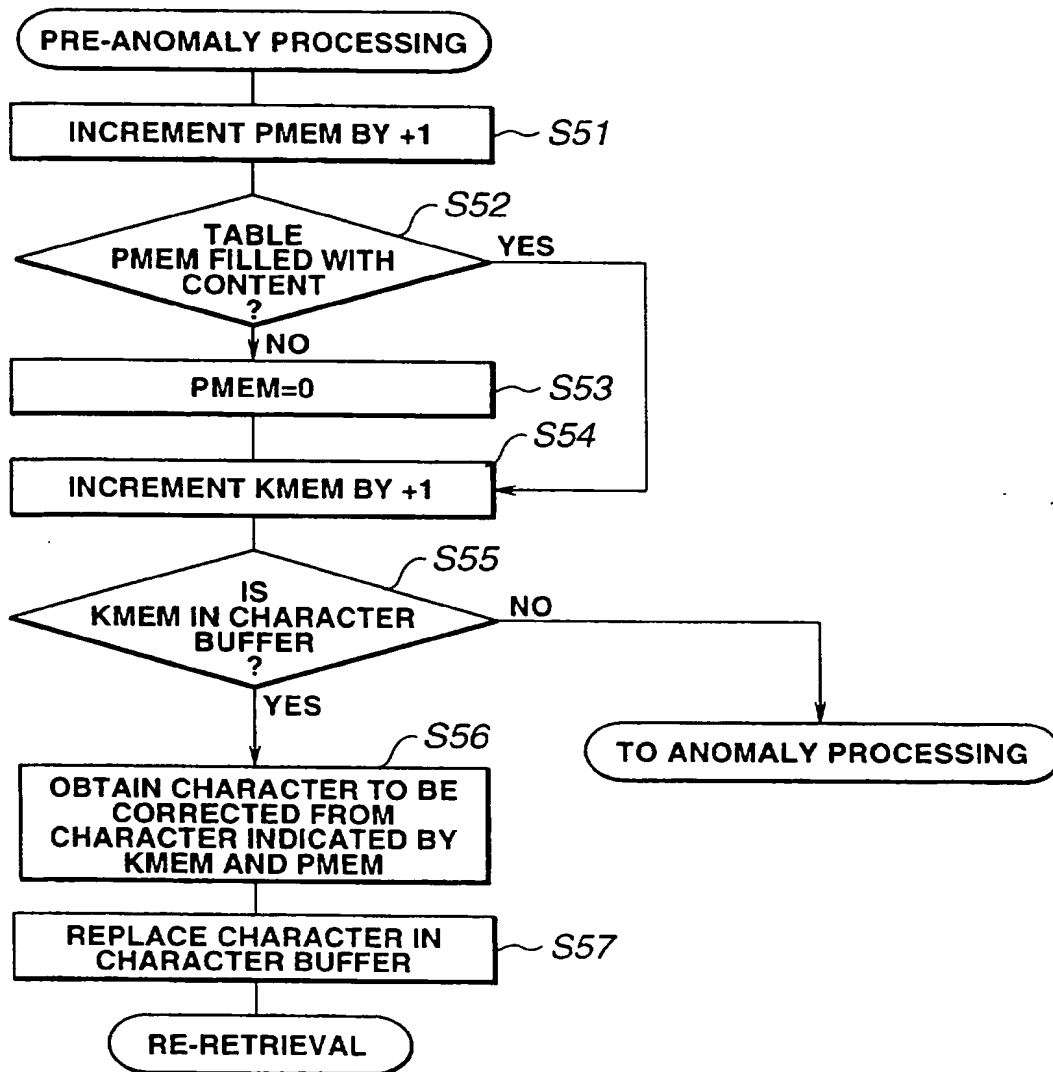 PRE-ANOMALY PROCESSING
INCREMENT PMEM BY +1
S51
S52
TABLE
PMEM FILLED WITH
CONTENT
?
YES
NO
PMEM=0
S53
S54
INCREMENT KMEM BY +1
S55
IS
KMEM IN CHARACTER
BUFFER
?
NO
YES
S56
TO ANOMALY PROCESSING
OBTAIN CHARACTER TO BE
CORRECTED FROM
CHARACTER INDICATED BY
KMEM AND PMEM
REPLACE CHARACTER IN
CHARACTER BUFFER
S57
RE-RETRIEVAL